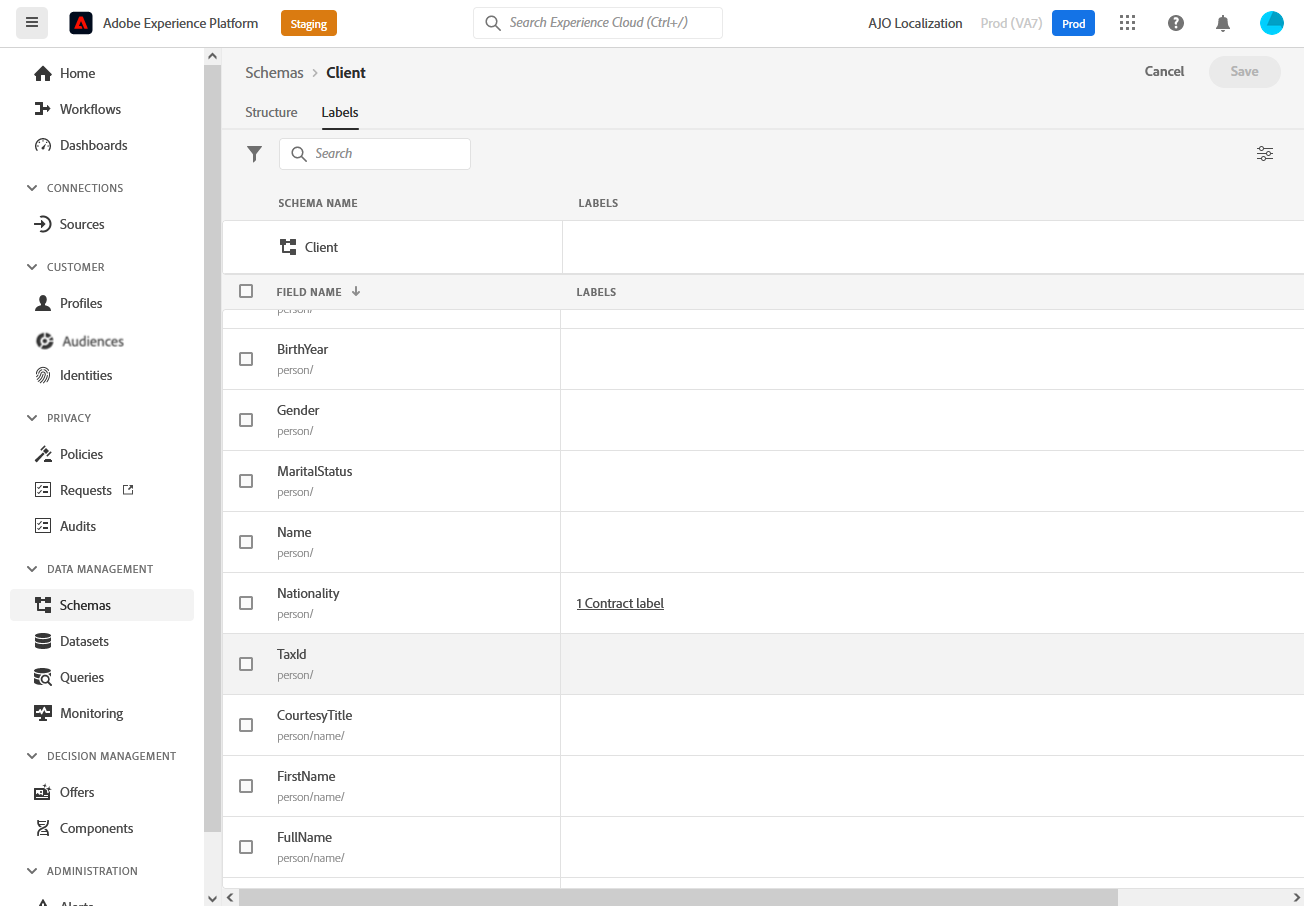 Adobe Experience Platform
Staging
Search Experience Cloud (Ctrl+/)
AJO Localization
Prod (VA7)
Prod
Home
Workflows
Dashboards
CONNECTIONS
Sources
CUSTOMER
Profiles
Audiences
Identities
PRIVACY
Policies
Requests
Audits
DATA MANAGEMENT
Schemas
Datasets
Queries
Monitoring
DECISION MANAGEMENT
Offers
Components
ADMINISTRATION
Alerts
Schemas > Client
Cancel
Save
Structure
Labels
Search
SCHEMA NAME
LABELS
Client
FIELD NAME
LABELS
person/
BirthYear
person/
Gender
person/
MaritalStatus
person/
Name
person/
Nationality
person/
1 Contract label
TaxId
person/
CourtesyTitle
person/name/
FirstName
person/name/
FullName
person/name/